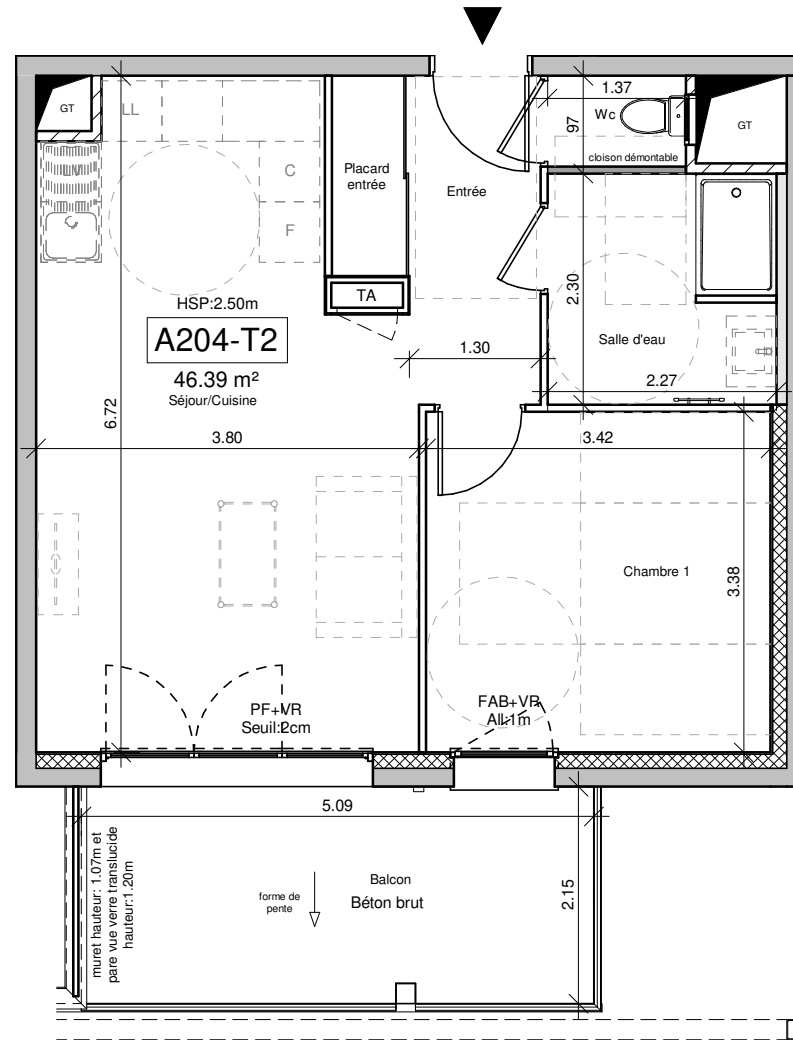 1.37
GT
LL
Wc
GT
97
cloison démontable
LV
C
Placard
entrée
Entrée
F
2.30
HSP:2.50m
TA
A204-T2
1.30
Salle d'eau
46.39 m²
Séjour/Cuisine
2.27
6.72
3.80
3.42
Chambre 1
3.38
PF+VR
Seuil:2cm
FAB+VR
All:1m
5.09
muret hauteur: 1.07m et
pare vue verre translucide
hauteur:1.20m
forme de
pente
Balcon
Béton brut
2.15